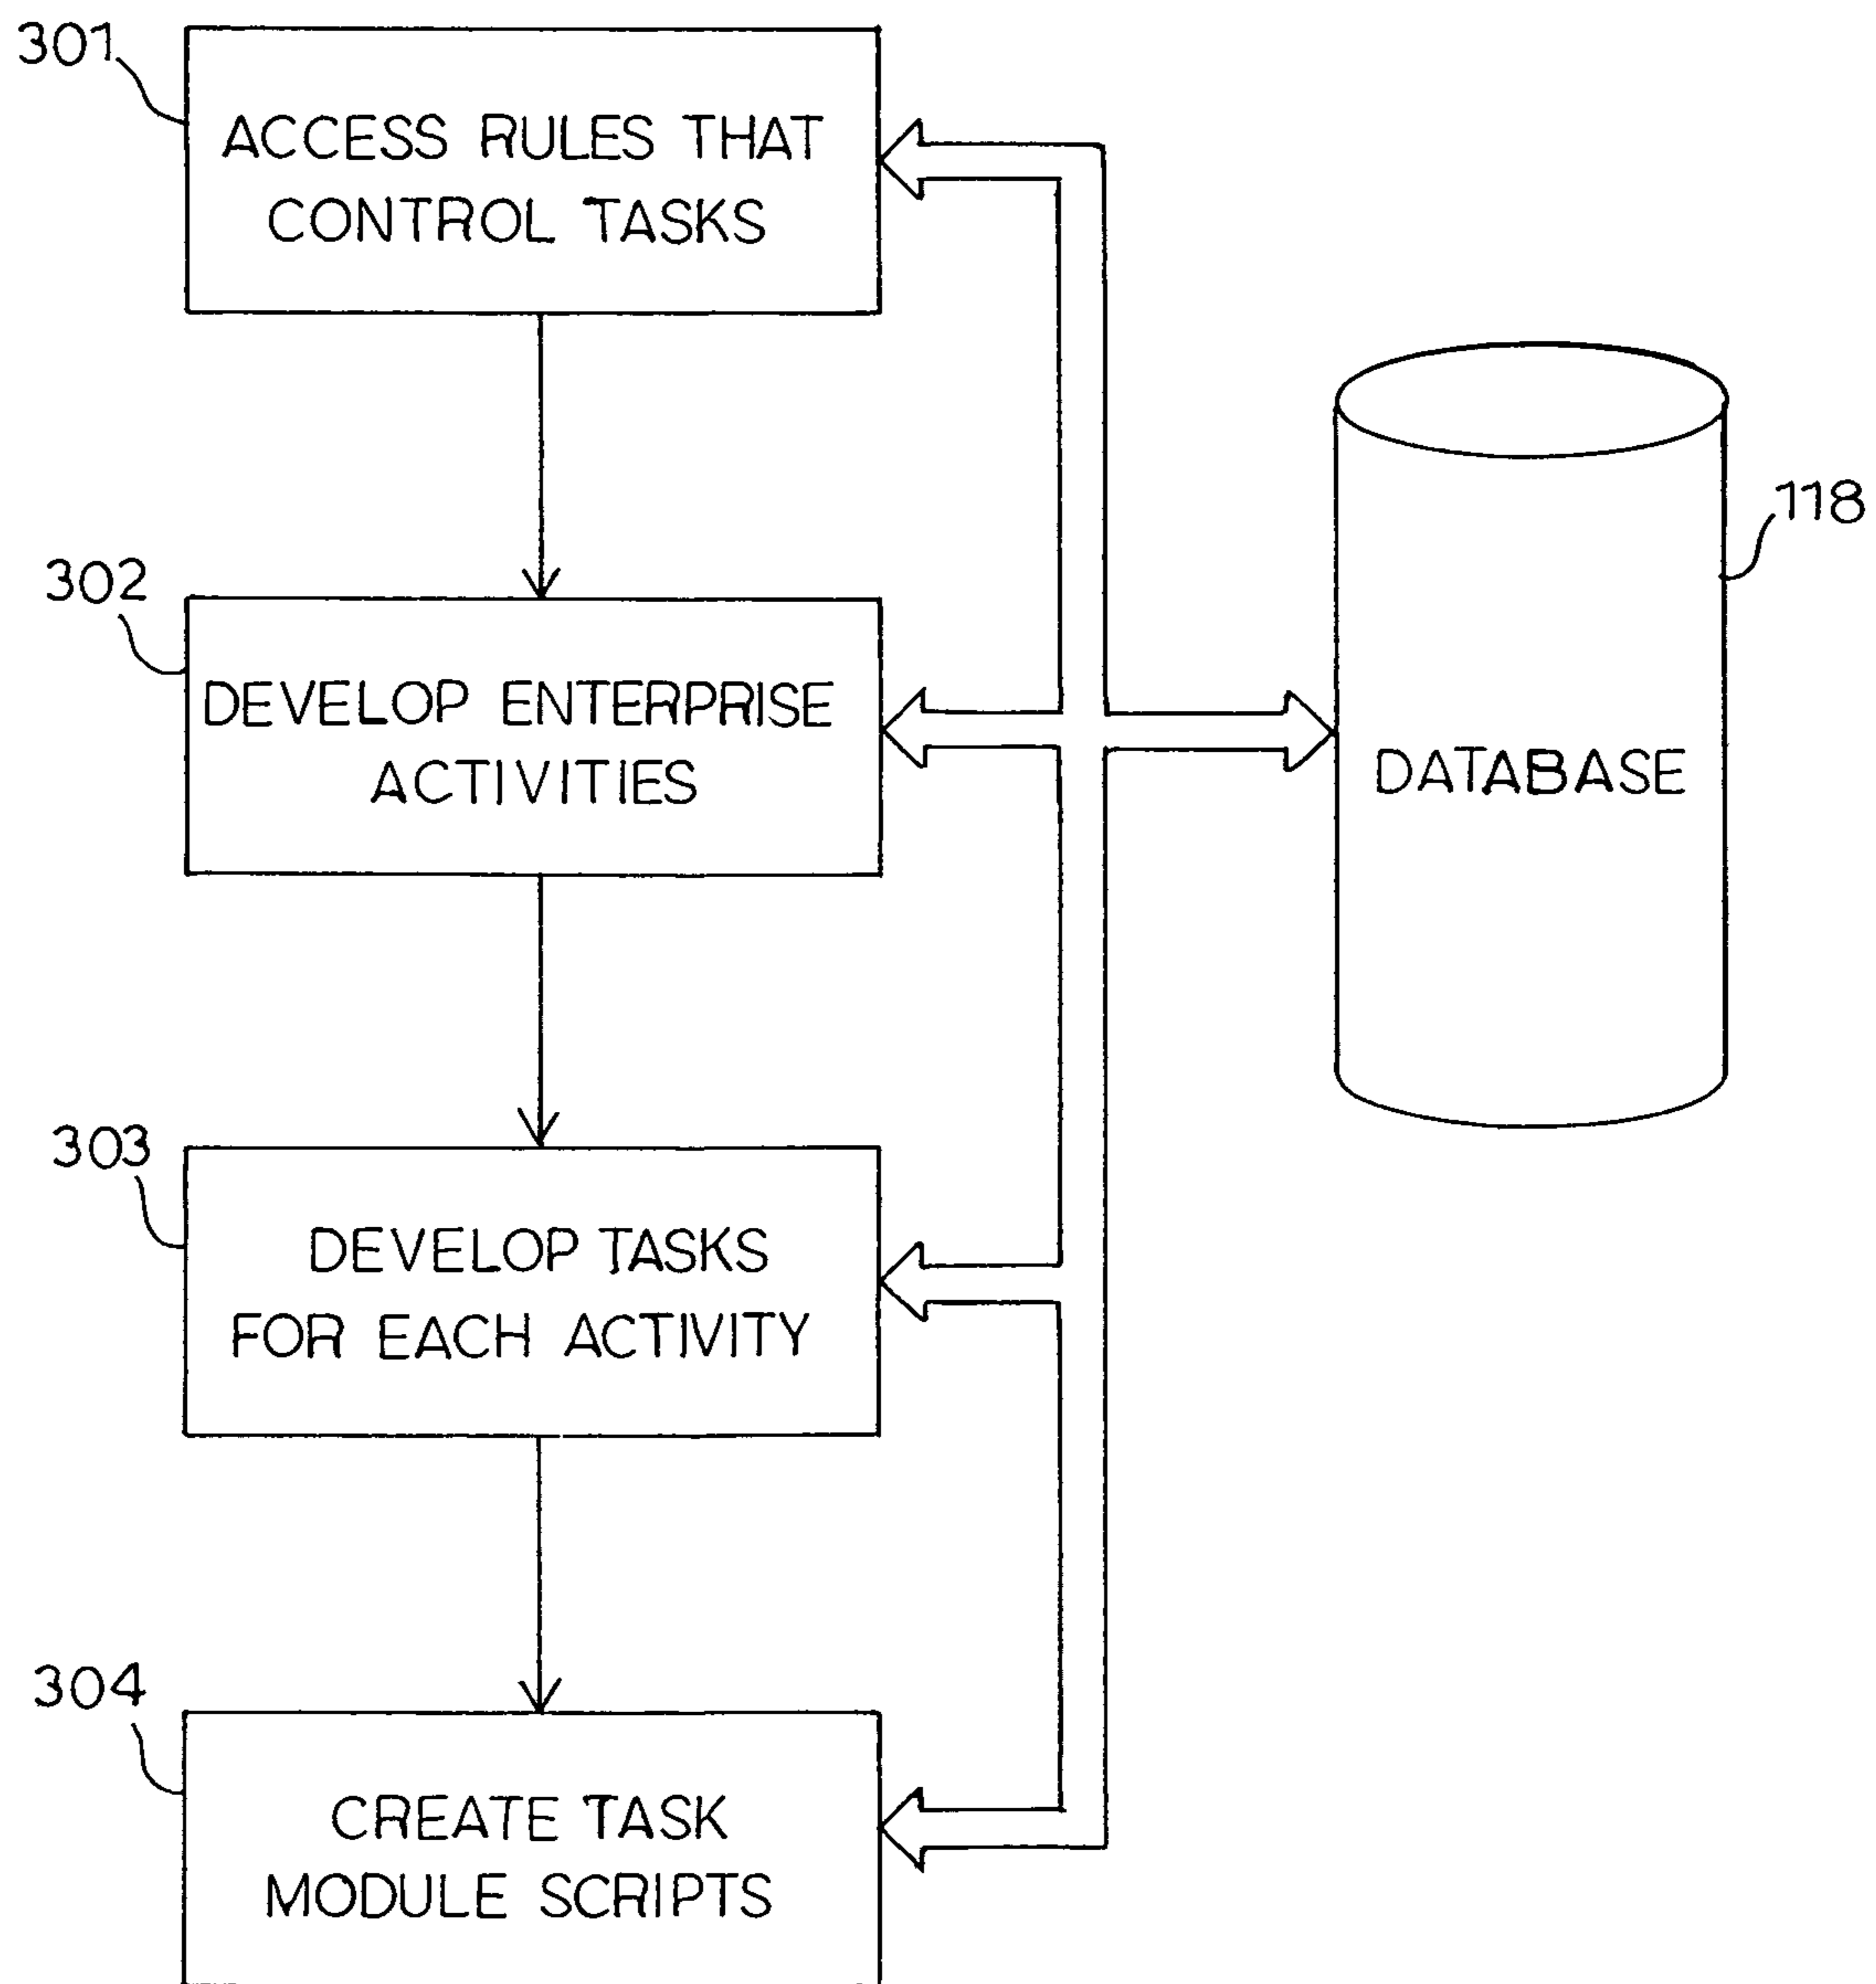 301
ACCESS RULES THAT
CONTROL TASKS
302
DEVELOP ENTERPRISE
ACTIVITIES
118
DATABASE
303
DEVELOP TASKS
FOR EACH ACTIVITY
304
CREATE TASK
MODULE SCRIPTS